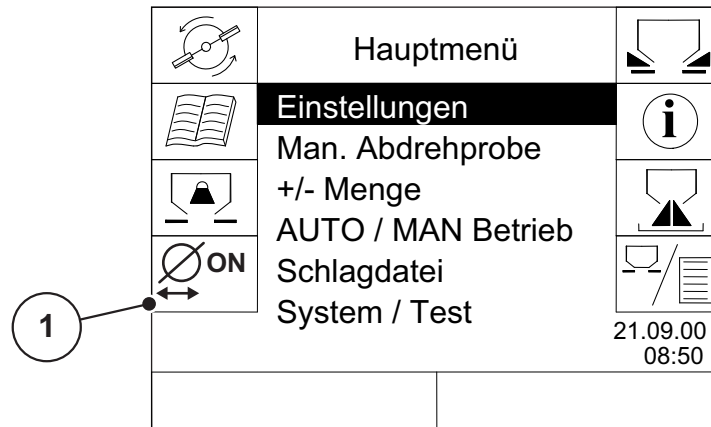 Hauptmenü
Einstellungen
Man. Abdrehprobe
+/- Menge
AUTO / MAN Betrieb
Schlagdatei
System / Test
i
ON
1
21.09.00
08:50